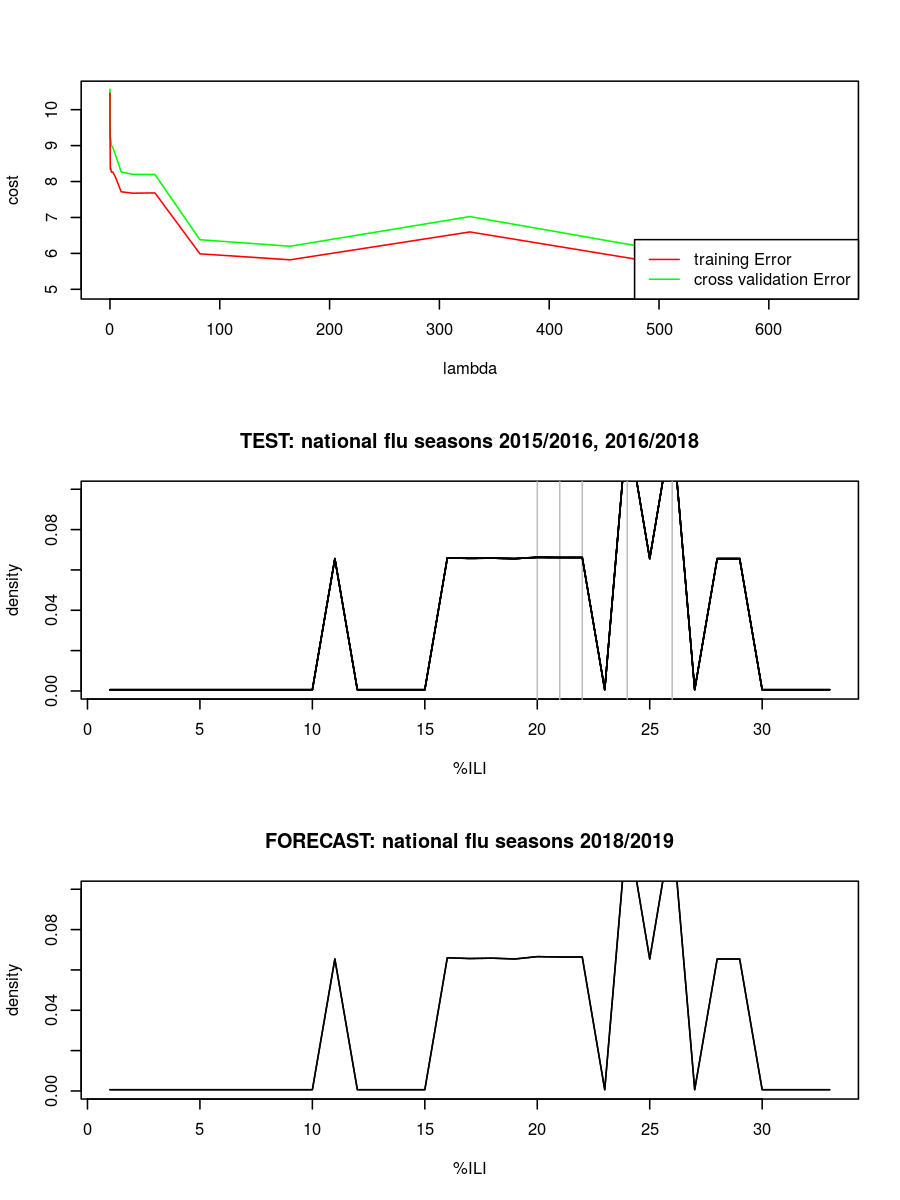 cost
10
9
8
7
6
5
training Error
cross validation Error
0 100 200 300 400 500 600
lambda
TEST: national flu seasons 2015/2016, 2016/2018
density
0.08
0.04
0.00
0 5 10 15 20 25 30
%ILI
FORECAST: national flu seasons 2018/2019
density
0.08
0.04
0.00
0 5 10 15 20 25 30
%ILI